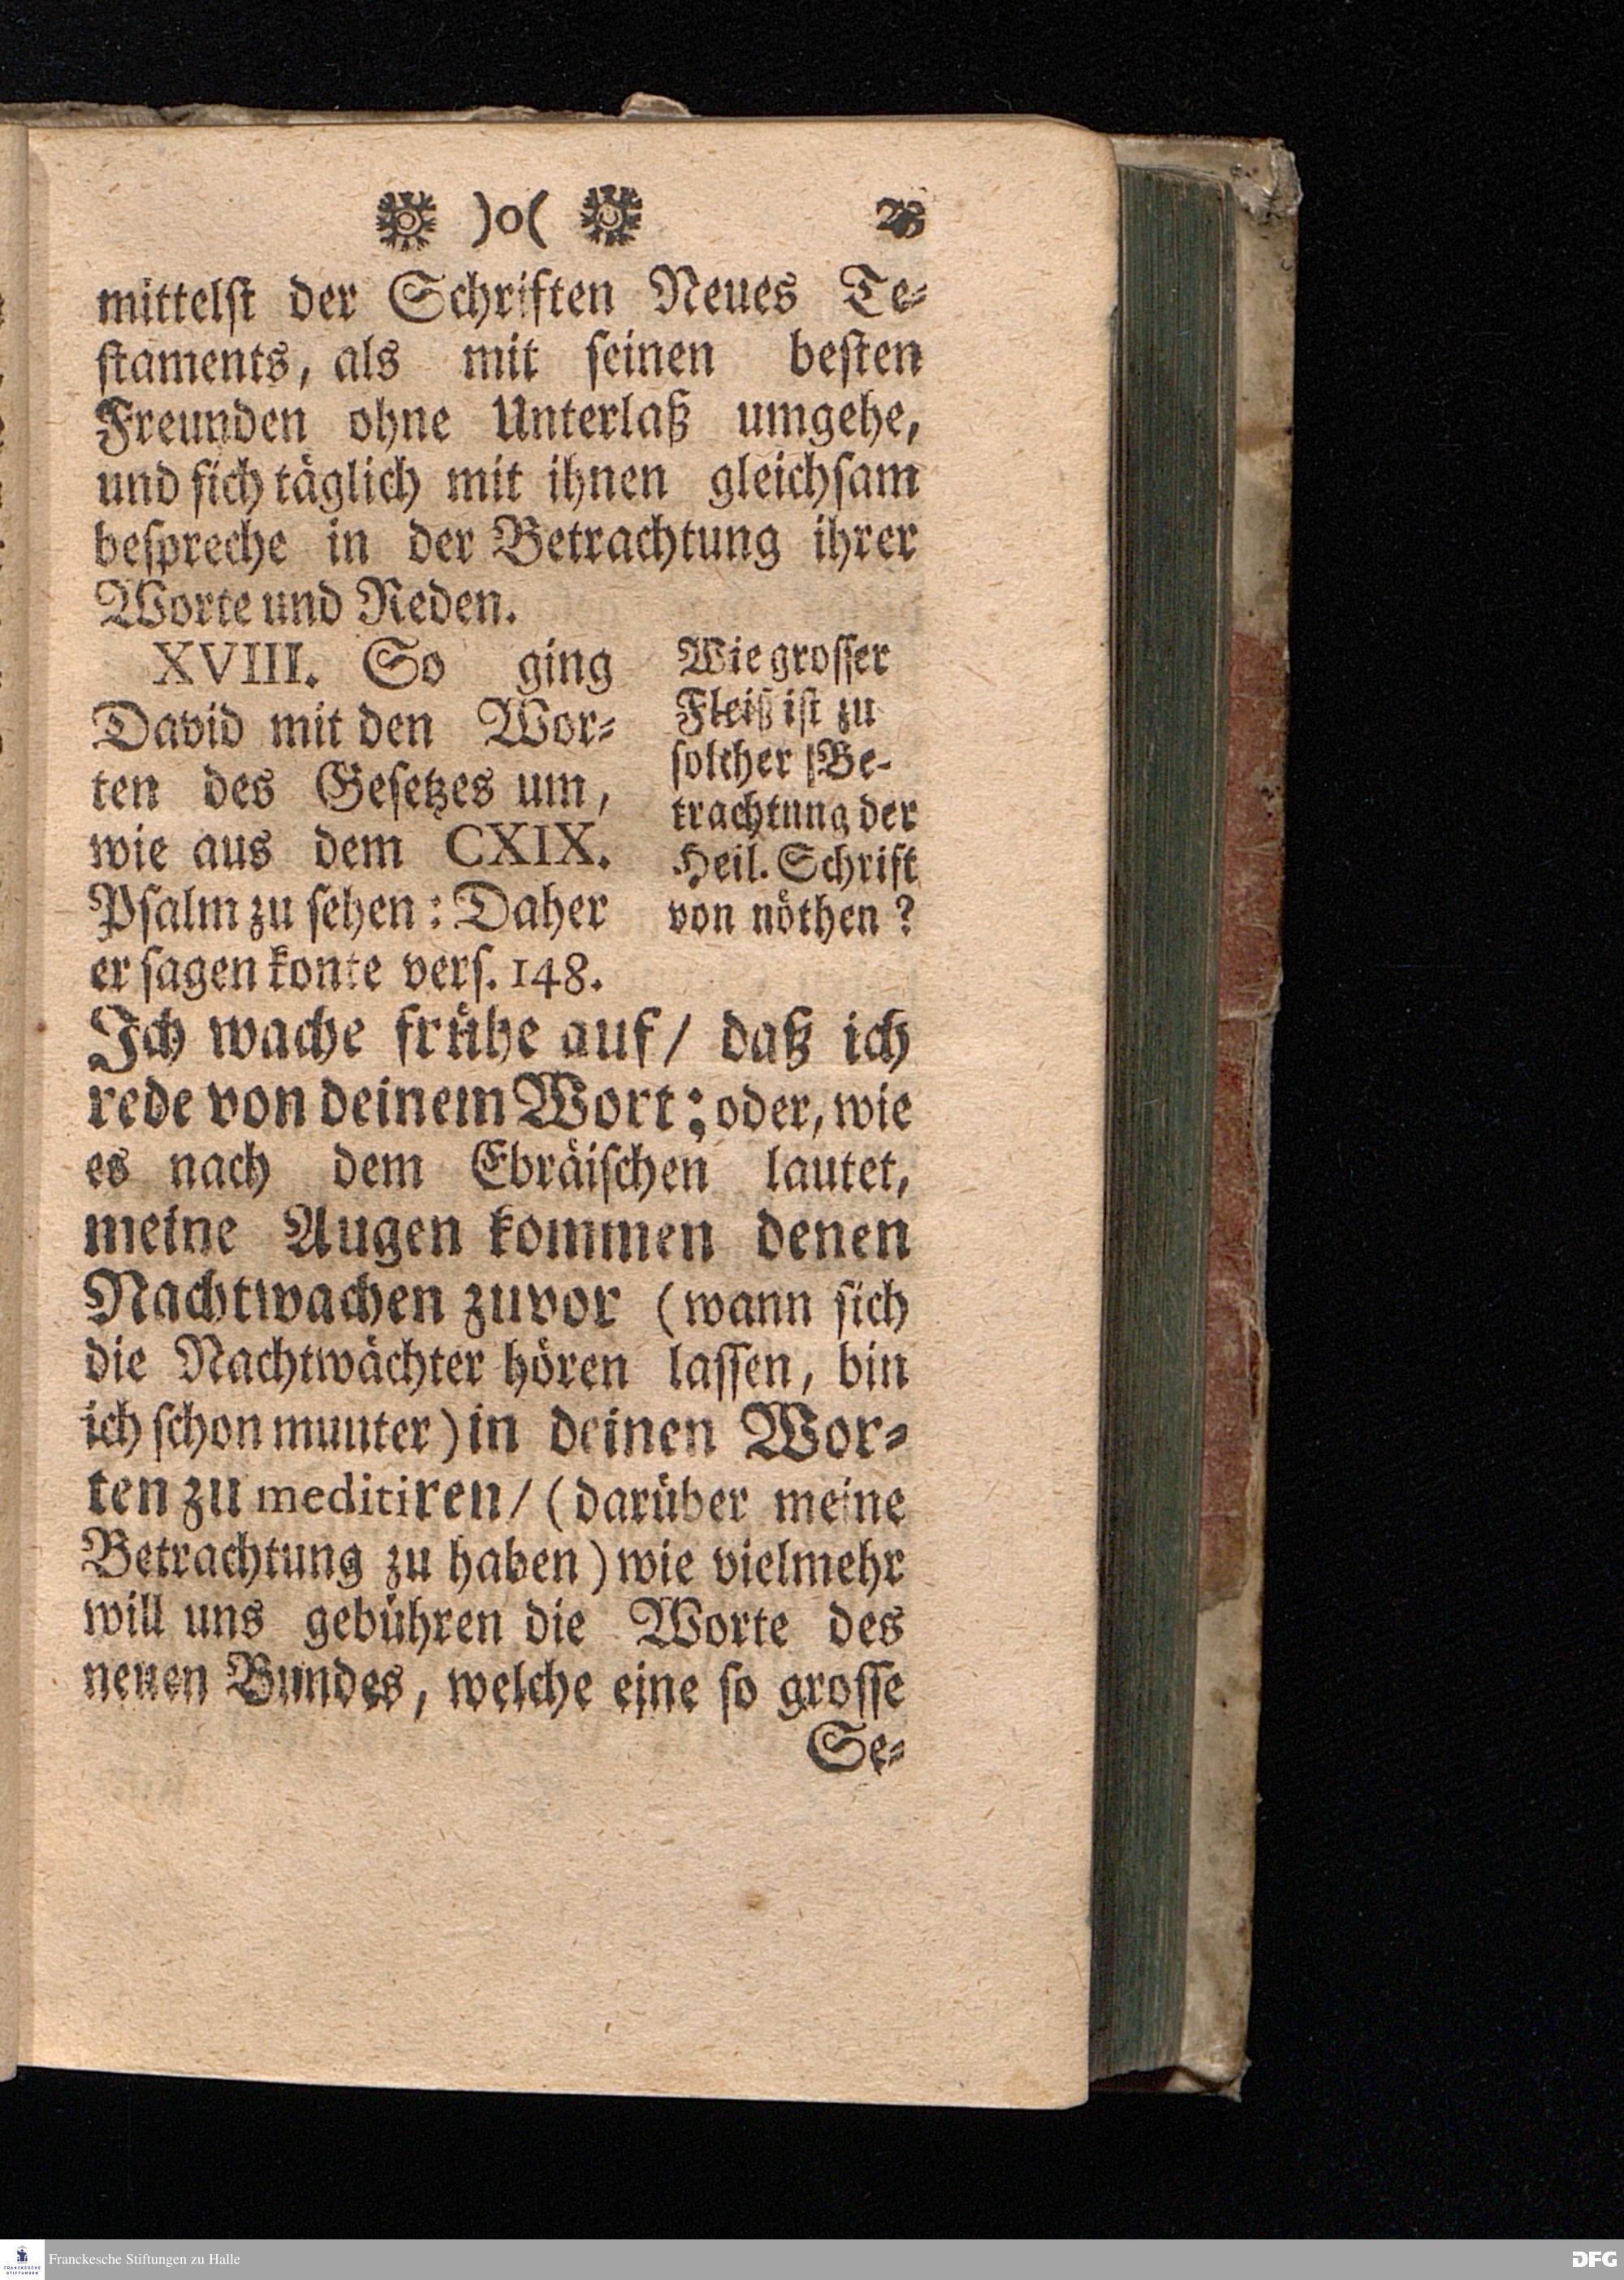 )o(
mittelſt der Schriften Neues Te⸗
ſtaments, als mit ſeinen beſten
Freunden ohne Unterlaß umgehe,
und ſich täglich mit ihnen gleichſam
beſpreche in der Betrachtung ihrer
Worte und Reden.
XVIII. So ging
David mit den Wor⸗
ten des Geſetzes um,
wie aus dem CXIX.
Pſalm zu ſehen: Daher
er ſagen konte verſ. 148.
Wie groſſer
Fleiß iſt zu
ſolcher Be-
trachtung der
Heil. Schrift
von nöthen?
Ich wache frühe auf/ daß ich
rede von deinem Wort; oder, wie
es nach dem Ebräiſchen lautet,
meine Augen kommen denen
Nachtwachen zuvor (wann ſich
die Nachtwächter hören laſſen, bin
ich ſchon munter) in deinen Wor⸗
ten zu meditiren/ (darüber meine
Betrachtung zu haben) wie vielmehr
will uns gebühren die Worte des
neuen Bundes, welche eine ſo groſſe
Se⸗
FRANCKESCHE STIFTUNGEN
Franckesche Stiftungen zu Halle
DFG